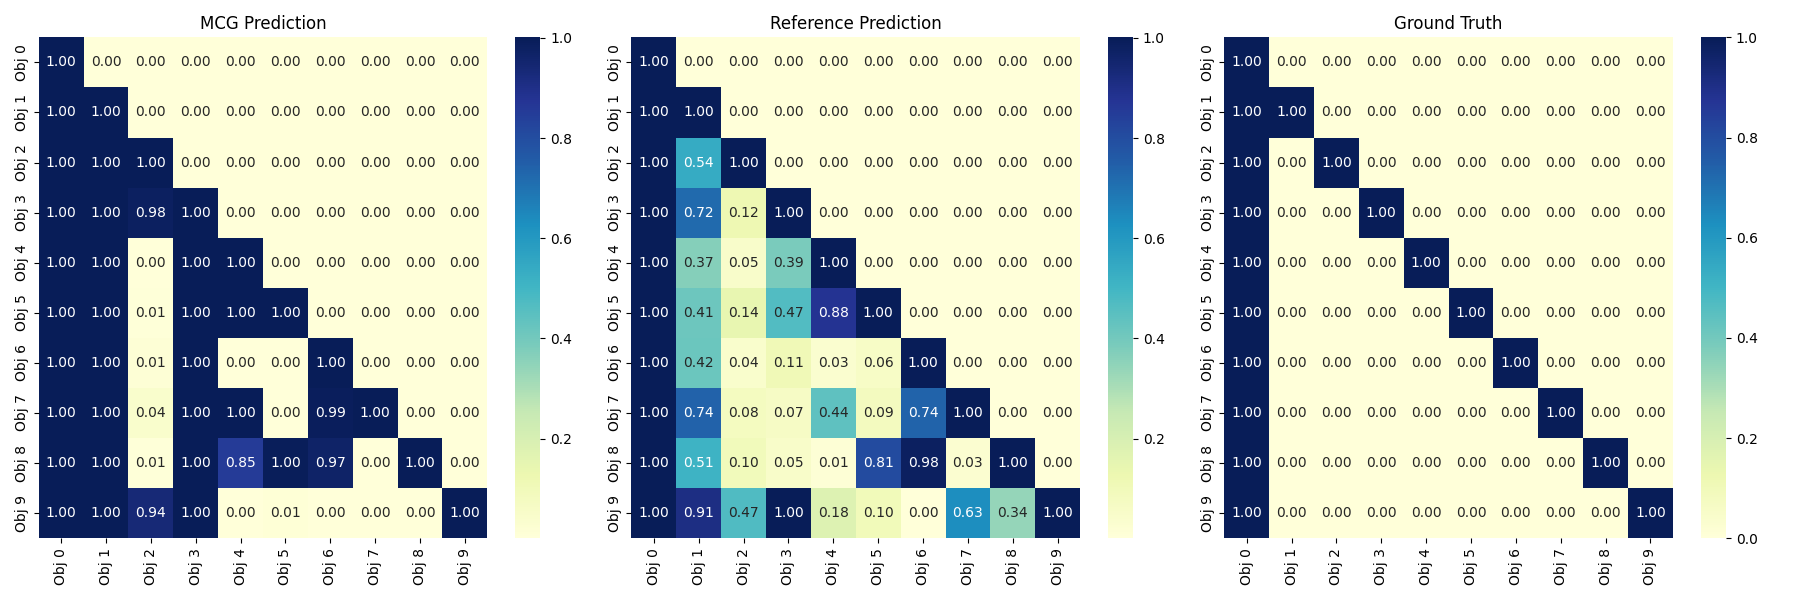 MCG Prediction
Obj 0 1.00 0.00 0.00 0.00 0.00 0.00 0.00 0.00 0.00 0.00
Obj 1 1.00 1.00 0.00 0.00 0.00 0.00 0.00 0.00 0.00 0.00
Obj 2 1.00 1.00 1.00 0.00 0.00 0.00 0.00 0.00 0.00 0.00
Obj 3 1.00 1.00 0.98 1.00 0.00 0.00 0.00 0.00 0.00 0.00
Obj 4 1.00 1.00 0.00 1.00 1.00 0.00 0.00 0.00 0.00 0.00
Obj 5 1.00 1.00 0.01 1.00 1.00 1.00 0.00 0.00 0.00 0.00
Obj 6 1.00 1.00 0.01 1.00 0.00 0.00 1.00 0.00 0.00 0.00
Obj 7 1.00 1.00 0.04 1.00 1.00 0.00 0.99 1.00 0.00 0.00
Obj 8 1.00 1.00 0.01 1.00 0.85 1.00 0.97 0.00 1.00 0.00
Obj 9 1.00 1.00 0.94 1.00 0.00 0.01 0.00 0.00 0.00 1.00
Obj 0 Obj 1 Obj 2 Obj 3 Obj 4 Obj 5 Obj 6 Obj 7 Obj 8 Obj 9
1.0
0.8
0.6
0.4
0.2
Reference Prediction
Obj 0 1.00 0.00 0.00 0.00 0.00 0.00 0.00 0.00 0.00 0.00
Obj 1 1.00 1.00 0.00 0.00 0.00 0.00 0.00 0.00 0.00 0.00
Obj 2 1.00 0.54 1.00 0.00 0.00 0.00 0.00 0.00 0.00 0.00
Obj 3 1.00 0.72 0.12 1.00 0.00 0.00 0.00 0.00 0.00 0.00
Obj 4 1.00 0.37 0.05 0.39 1.00 0.00 0.00 0.00 0.00 0.00
Obj 5 1.00 0.41 0.14 0.47 0.88 1.00 0.00 0.00 0.00 0.00
Obj 6 1.00 0.42 0.04 0.11 0.03 0.06 1.00 0.00 0.00 0.00
Obj 7 1.00 0.74 0.08 0.07 0.44 0.09 0.74 1.00 0.00 0.00
Obj 8 1.00 0.51 0.10 0.05 0.01 0.81 0.98 0.03 1.00 0.00
Obj 9 1.00 0.91 0.47 1.00 0.18 0.10 0.00 0.63 0.34 1.00
Obj 0 Obj 1 Obj 2 Obj 3 Obj 4 Obj 5 Obj 6 Obj 7 Obj 8 Obj 9
1.0
0.8
0.6
0.4
0.2
Ground Truth
Obj 0 1.00 0.00 0.00 0.00 0.00 0.00 0.00 0.00 0.00 0.00
Obj 1 1.00 1.00 0.00 0.00 0.00 0.00 0.00 0.00 0.00 0.00
Obj 2 1.00 0.00 1.00 0.00 0.00 0.00 0.00 0.00 0.00 0.00
Obj 3 1.00 0.00 0.00 1.00 0.00 0.00 0.00 0.00 0.00 0.00
Obj 4 1.00 0.00 0.00 0.00 1.00 0.00 0.00 0.00 0.00 0.00
Obj 5 1.00 0.00 0.00 0.00 0.00 1.00 0.00 0.00 0.00 0.00
Obj 6 1.00 0.00 0.00 0.00 0.00 0.00 1.00 0.00 0.00 0.00
Obj 7 1.00 0.00 0.00 0.00 0.00 0.00 0.00 1.00 0.00 0.00
Obj 8 1.00 0.00 0.00 0.00 0.00 0.00 0.00 0.00 1.00 0.00
Obj 9 1.00 0.00 0.00 0.00 0.00 0.00 0.00 0.00 0.00 1.00
Obj 0 Obj 1 Obj 2 Obj 3 Obj 4 Obj 5 Obj 6 Obj 7 Obj 8 Obj 9
1.0
0.8
0.6
0.4
0.2
0.0